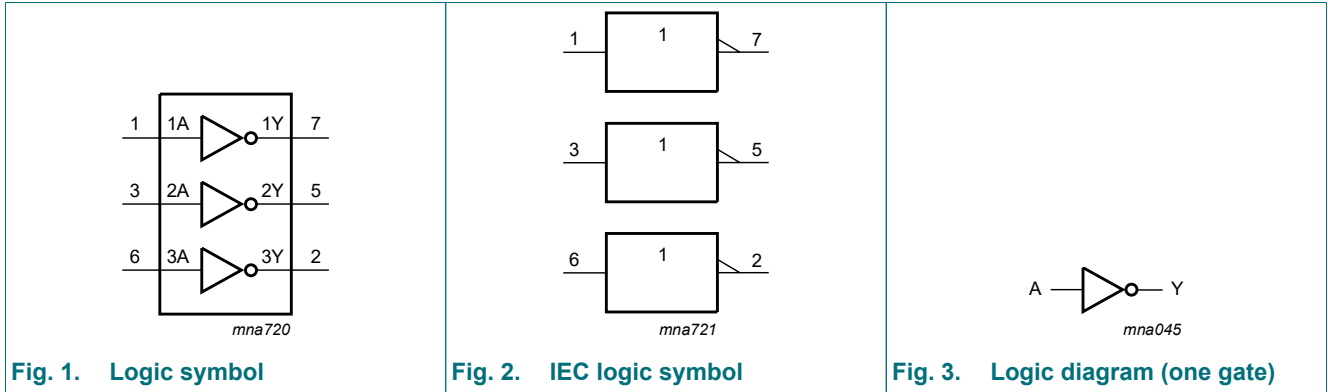 1 1A 1Y 7
3 2A 2Y 5
6 3A 3Y 2
mna720
Fig. 1. Logic symbol
1 1 7
3 1 5
6 1 2
mna721
Fig. 2. IEC logic symbol
A Y
mna045
Fig. 3. Logic diagram (one gate)